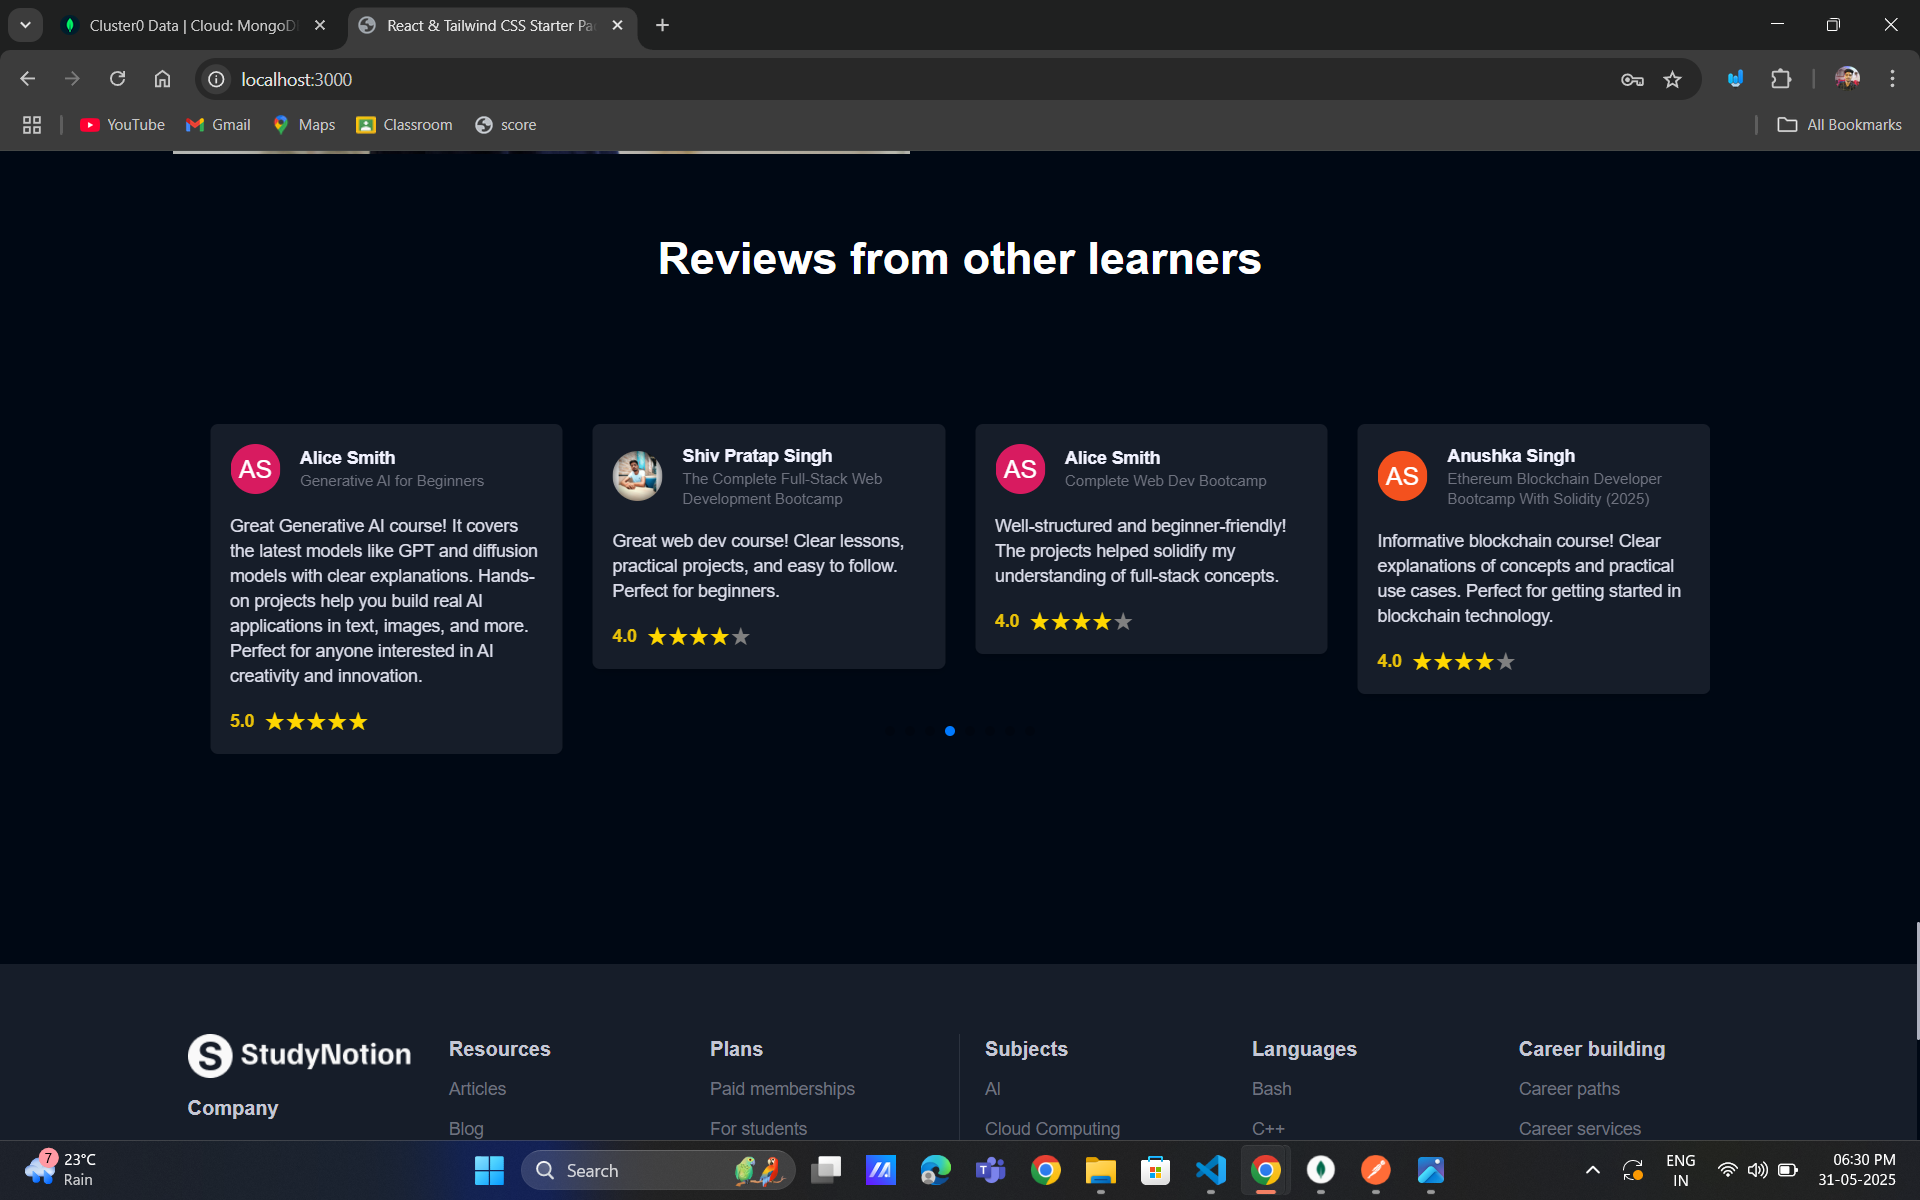 Cluster0 Data | Cloud: MongoD
React & Tailwind CSS Starter Pa
localhost:3000
YouTube
Gmail
Maps
Classroom
score
All Bookmarks
Reviews from other learners
AS
Alice Smith
Generative AI for Beginners
Great Generative AI course! It covers
the latest models like GPT and diffusion
models with clear explanations. Hands-
on projects help you build real AI
applications in text, images, and more.
Perfect for anyone interested in AI
creativity and innovation.
5.0
Shiv Pratap Singh
The Complete Full-Stack Web
Development Bootcamp
Great web dev course! Clear lessons,
practical projects, and easy to follow.
Perfect for beginners.
4.0
AS
Alice Smith
Complete Web Dev Bootcamp
Well-structured and beginner-friendly!
The projects helped solidify my
understanding of full-stack concepts.
4.0
AS
Anushka Singh
Ethereum Blockchain Developer
Bootcamp With Solidity (2025)
Informative blockchain course! Clear
explanations of concepts and practical
use cases. Perfect for getting started in
blockchain technology.
4.0
S StudyNotion
Company
Resources
Articles
Blog
Plans
Paid memberships
For students
Subjects
AI
Cloud Computing
Languages
Bash
C++
Career building
Career paths
Career services
7
23°C
Rain
Search
ENG
IN
06:30 PM
31-05-2025